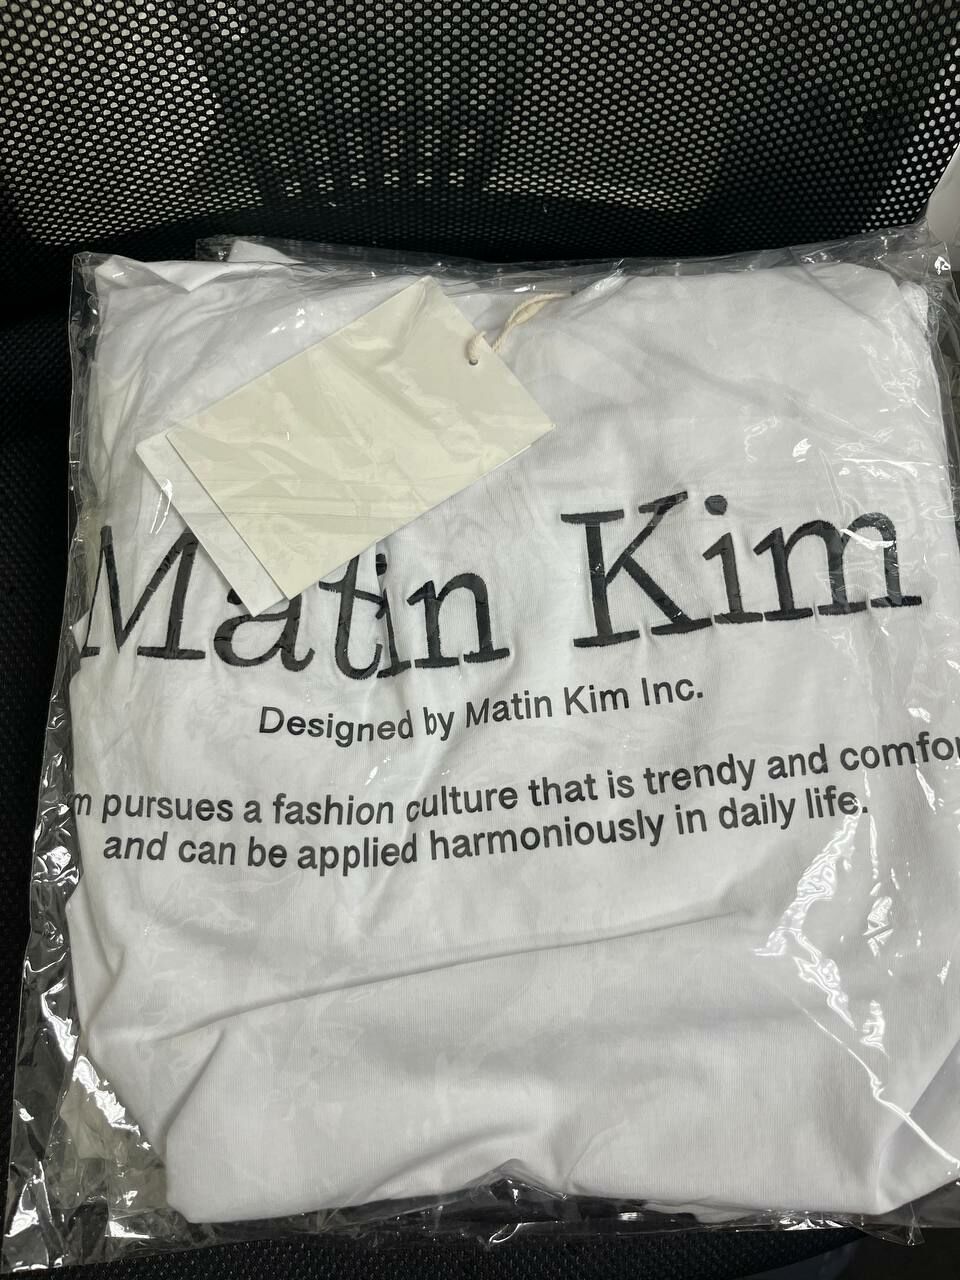 Matin Kim
Designed by Matin Kim Inc.
m pursues a fashion culture that is trendy and comfor
and can be applied harmoniously in daily life.